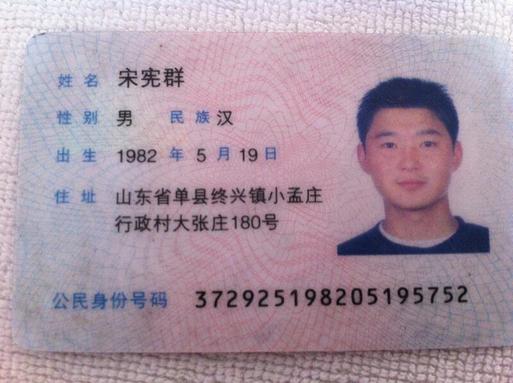 姓名 宋宪群
性别 男 民族 汉
出生 1982 年 5 月 19 日
住址 山东省单县终兴镇小孟庄
行政村大张庄180号
公民身份号码 372925198205195752